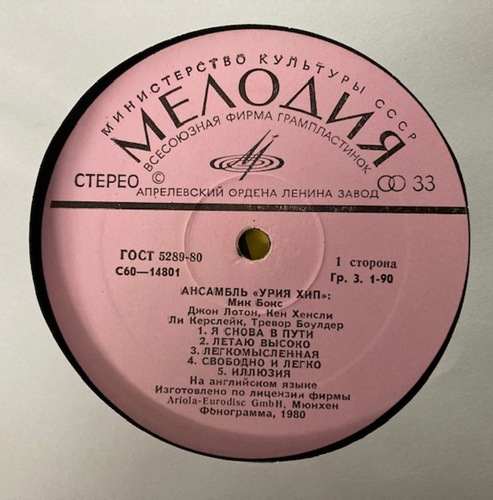 МИНИСТЕРСТВО КУЛЬТУРЫ СССР
МЕЛОДИЯ
ВСЕСОЮЗНАЯ ФИРМА ГРАМПЛАСТИНОК
СТЕРЕО ©
33
АПРЕЛЕВСКИЙ ОРДЕНА ЛЕНИНА ЗАВОД
ГОСТ 5289-80
С60—14801
1 сторона
Гр. 3. 1-90
АНСАМБЛЬ «УРИЯ ХИП»:
Мик Бокс
Джон Лотон, Кен Хенсли
Ли Керслейк, Тревор Боулдер
1. Я СНОВА В ПУТИ
2. ЛЕТАЮ ВЫСОКО
3. ЛЕГКОМЫСЛЕННАЯ
4. СВОБОДНО И ЛЕГКО
5. ИЛЛЮЗИЯ
На английском языке
Изготовлено по лицензии фирмы
Ariola-Eurodisc GmbH, Мюнхен
Фонограмма, 1980